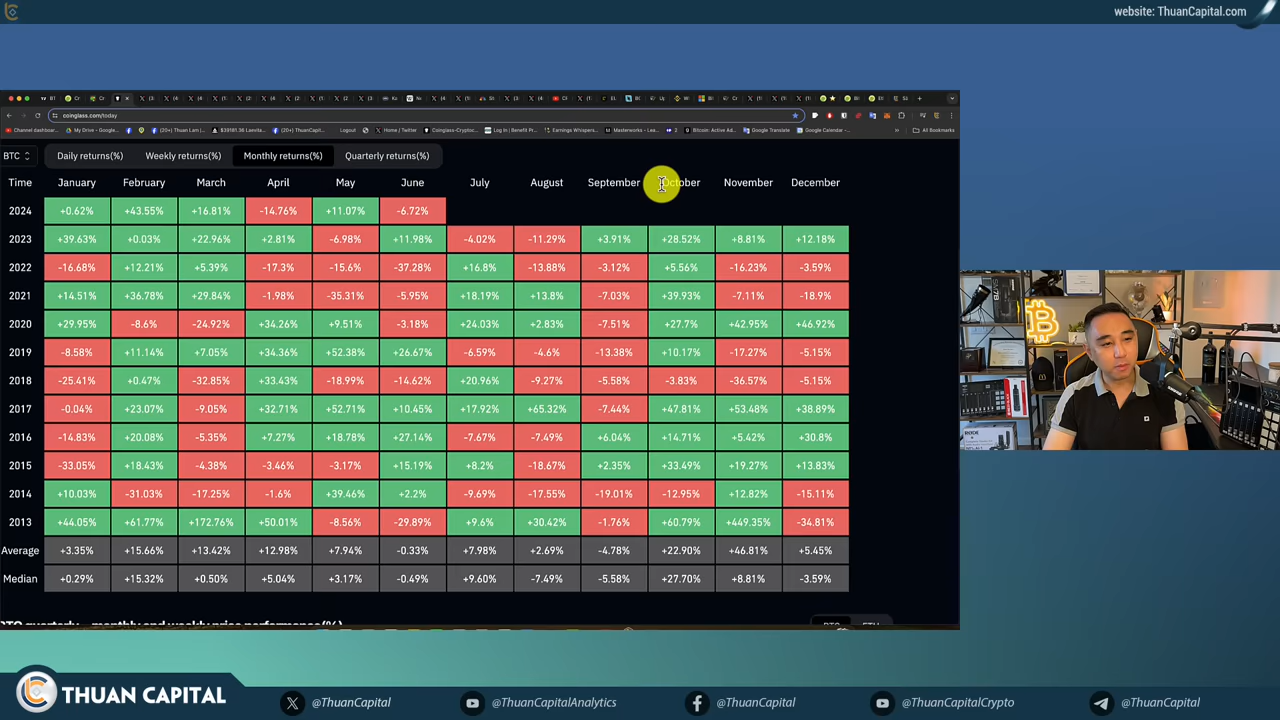 website: ThuanCapital.com
coinglass.com/today
All Bookmarks
BTC Daily returns(%) Weekly returns(%) Monthly returns(%) Quarterly returns(%)
Time January February March April May June July August September October November December
2024 +0.62% +43.55% +16.81% -14.76% +11.07% -6.72%
2023 +39.63% +0.03% +22.96% +2.81% -6.98% +11.98% -4.02% -11.29% +3.91% +28.52% +8.81% +12.18%
2022 -16.68% +12.21% +5.39% -17.3% -15.6% -37.28% +16.8% -13.88% -3.12% +5.56% -16.23% -3.59%
2021 +14.51% +36.78% +29.84% -1.98% -35.31% -5.95% +18.19% +13.8% -7.03% +39.93% -7.11% -18.9%
2020 +29.95% -8.6% -24.92% +34.26% +9.51% -3.18% +24.03% +2.83% -7.51% +27.7% +42.95% +46.92%
2019 -8.58% +11.14% +7.05% +34.36% +52.38% +26.67% -6.59% -4.6% -13.38% +10.17% -17.27% -5.15%
2018 -25.41% +0.47% -32.85% +33.43% -18.99% -14.62% +20.96% -9.27% -5.58% -3.83% -36.57% -5.15%
2017 -0.04% +23.07% -9.05% +32.71% +52.71% +10.45% +17.92% +65.32% -7.44% +47.81% +53.48% +38.89%
2016 -14.83% +20.08% -5.35% +7.27% +18.78% +27.14% -7.67% -7.49% +6.04% +14.71% +5.42% +30.8%
2015 -33.05% +18.43% -4.38% -3.46% -3.17% +15.19% +8.2% -18.67% +2.35% +33.49% +19.27% +13.83%
2014 +10.03% -31.03% -17.25% -1.6% +39.46% +2.2% -9.69% -17.55% -19.01% -12.95% +12.82% -15.11%
2013 +44.05% +61.77% +172.76% +50.01% -8.56% -29.89% +9.6% +30.42% -1.76% +60.79% +449.35% -34.81%
Average +3.35% +15.66% +13.42% +12.98% +7.94% -0.33% +7.98% +2.69% -4.78% +22.90% +46.81% +5.45%
Median +0.29% +15.32% +0.50% +5.04% +3.17% -0.49% +9.60% -7.49% -5.58% +27.70% +8.81% -3.59%
BTC quarterly, monthly and weekly price performance(%)
THUAN CAPITAL @ThuanCapital @ThuanCapitalAnalytics @ThuanCapital @ThuanCapitalCrypto @ThuanCapital